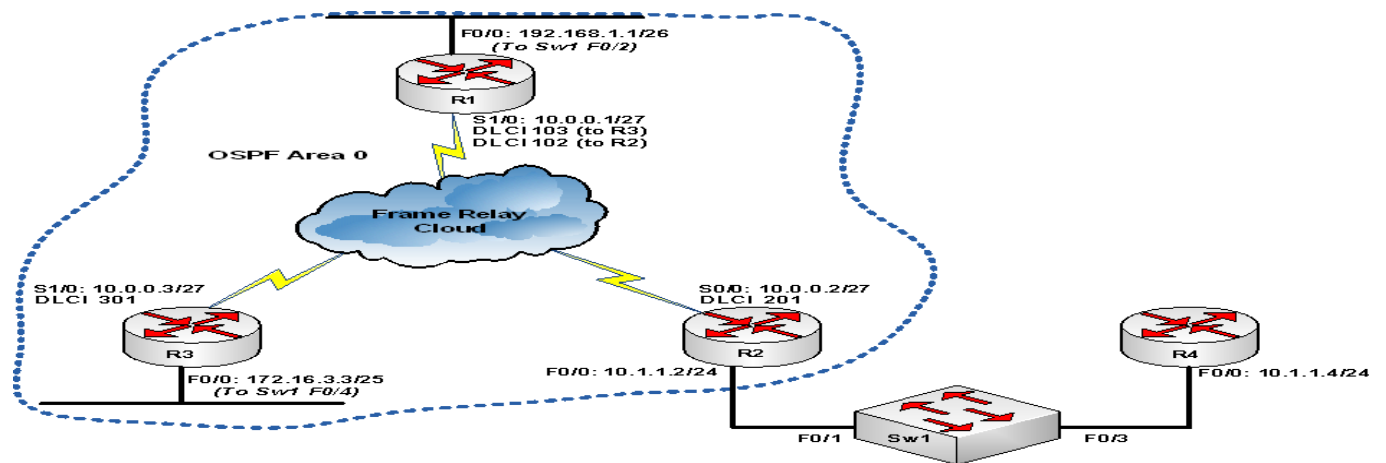 F0/0: 192.168.1.1/26
(To Sw1 F0/2)
R1
S1/0: 10.0.0.1/27
DLCI 103 (to R3)
DLCI 102 (to R2)
OSPF Area 0
Frame Relay
Cloud
S1/0: 10.0.0.3/27
DLCI 301
S0/0: 10.0.0.2/27
DLCI 201
R3
R2
R4
F0/0: 172.16.3.3/25
(To Sw1 F0/4)
F0/0: 10.1.1.2/24
F0/0: 10.1.1.4/24
F0/1
Sw1
F0/3